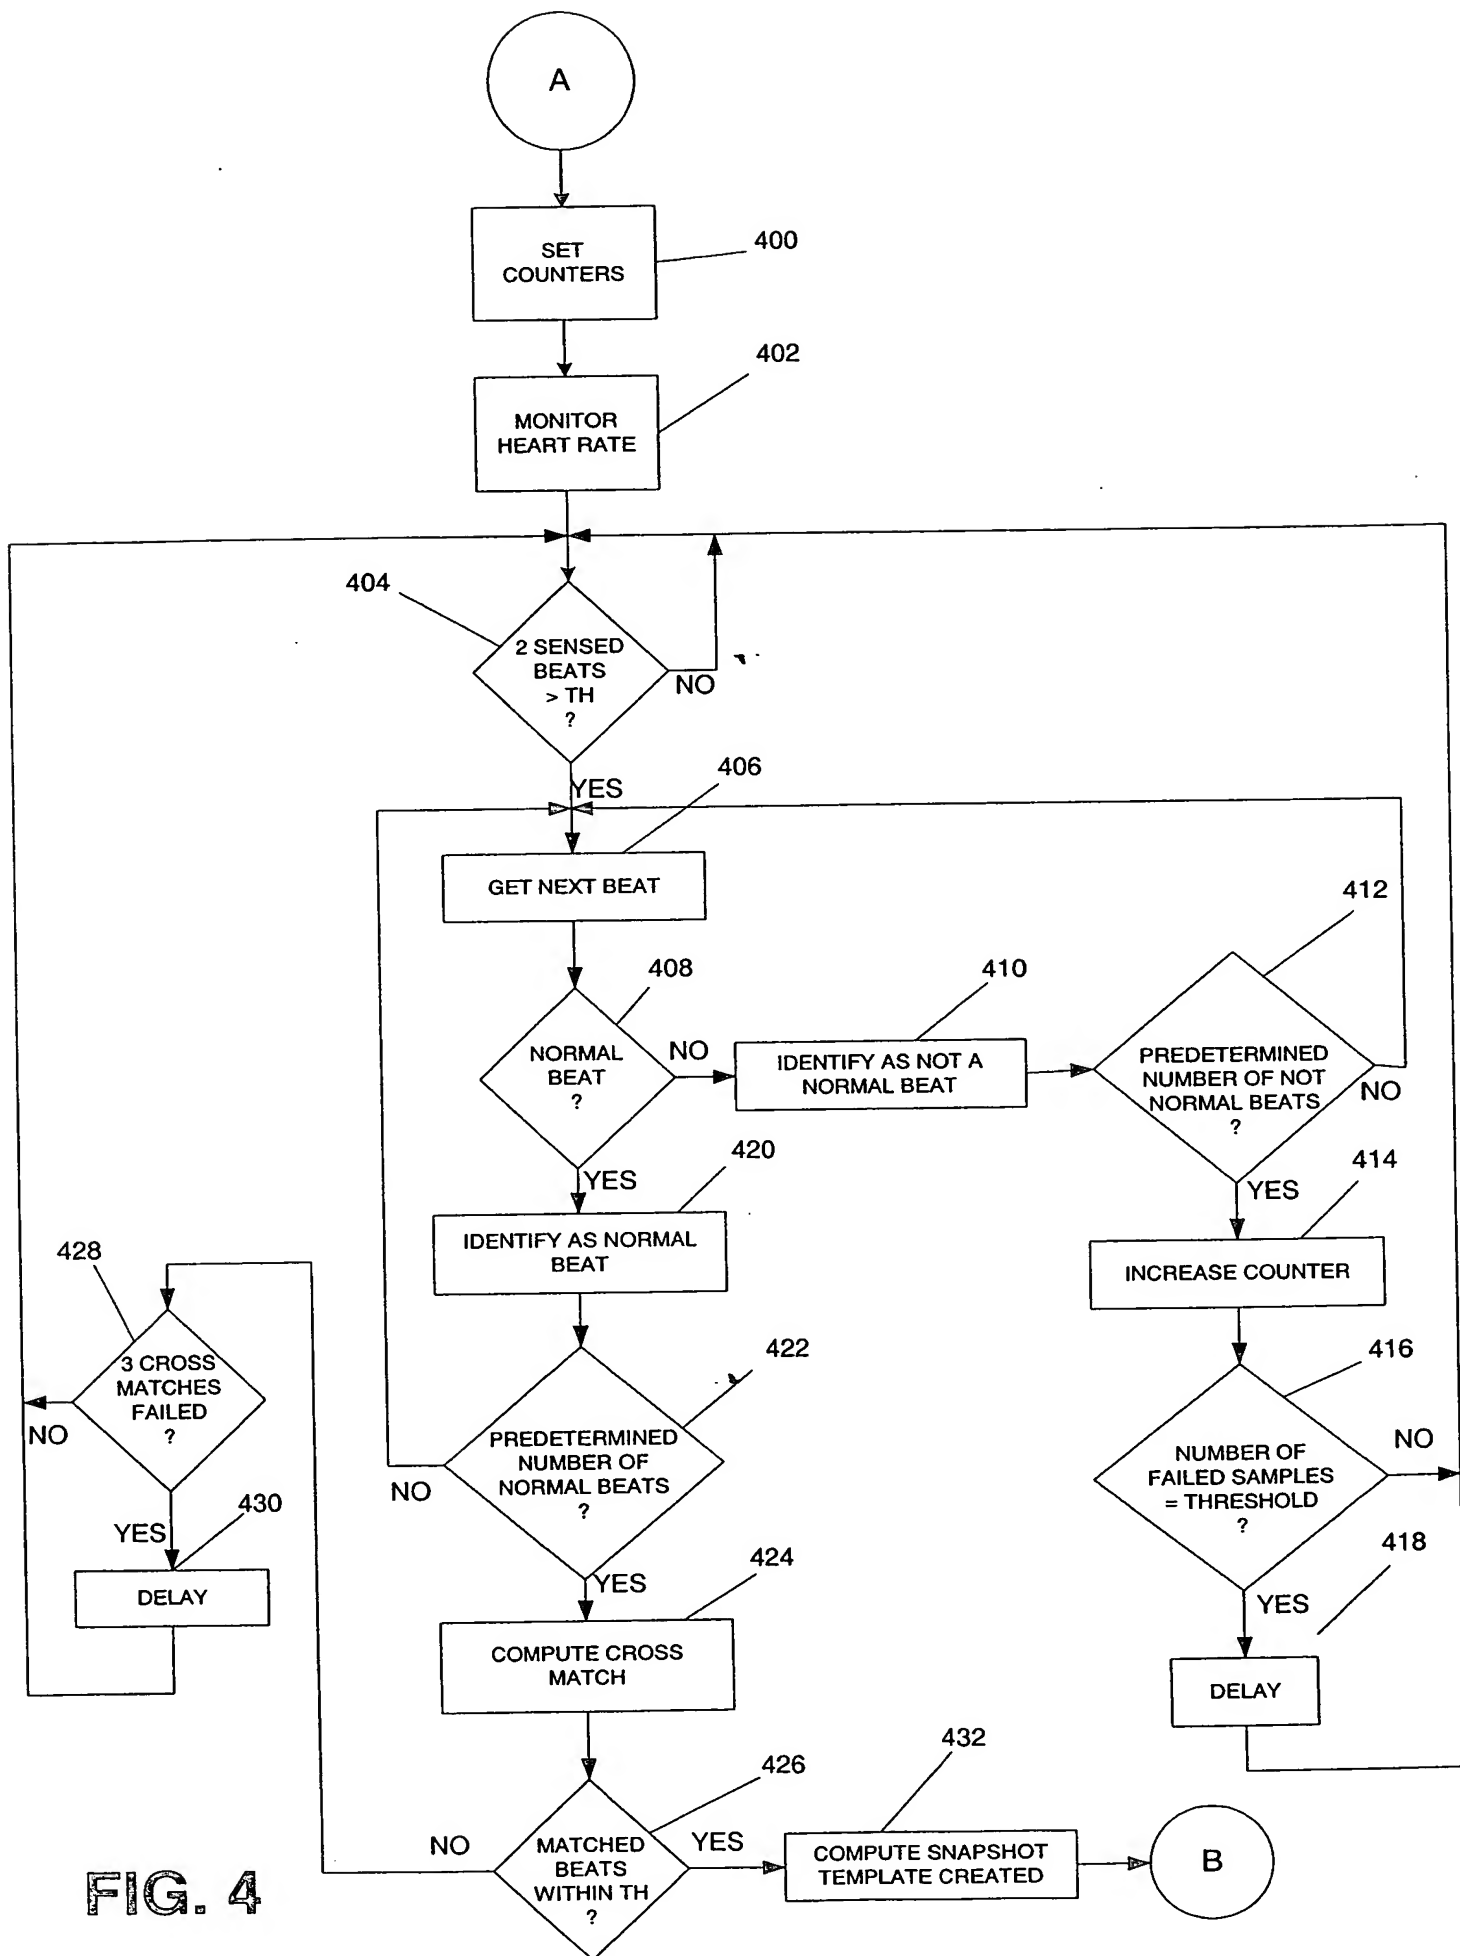 A
SET
COUNTERS
400
MONITOR
HEART RATE
402
404
2 SENSED
BEATS
> TH
?
NO
YES
406
GET NEXT BEAT
408
NORMAL
BEAT
?
NO
410
IDENTIFY AS NOT A
NORMAL BEAT
412
PREDETERMINED
NUMBER OF NOT
NORMAL BEATS
?
NO
YES
414
INCREASE COUNTER
416
NUMBER OF
FAILED SAMPLES
= THRESHOLD
?
NO
YES
418
DELAY
YES
420
IDENTIFY AS NORMAL
BEAT
422
PREDETERMINED
NUMBER OF
NORMAL BEATS
?
NO
YES
424
COMPUTE CROSS
MATCH
426
MATCHED
BEATS
WITHIN TH
?
NO
YES
428
3 CROSS
MATCHES
FAILED
?
NO
YES
430
DELAY
432
COMPUTE SNAPSHOT
TEMPLATE CREATED
B
FIG. 4